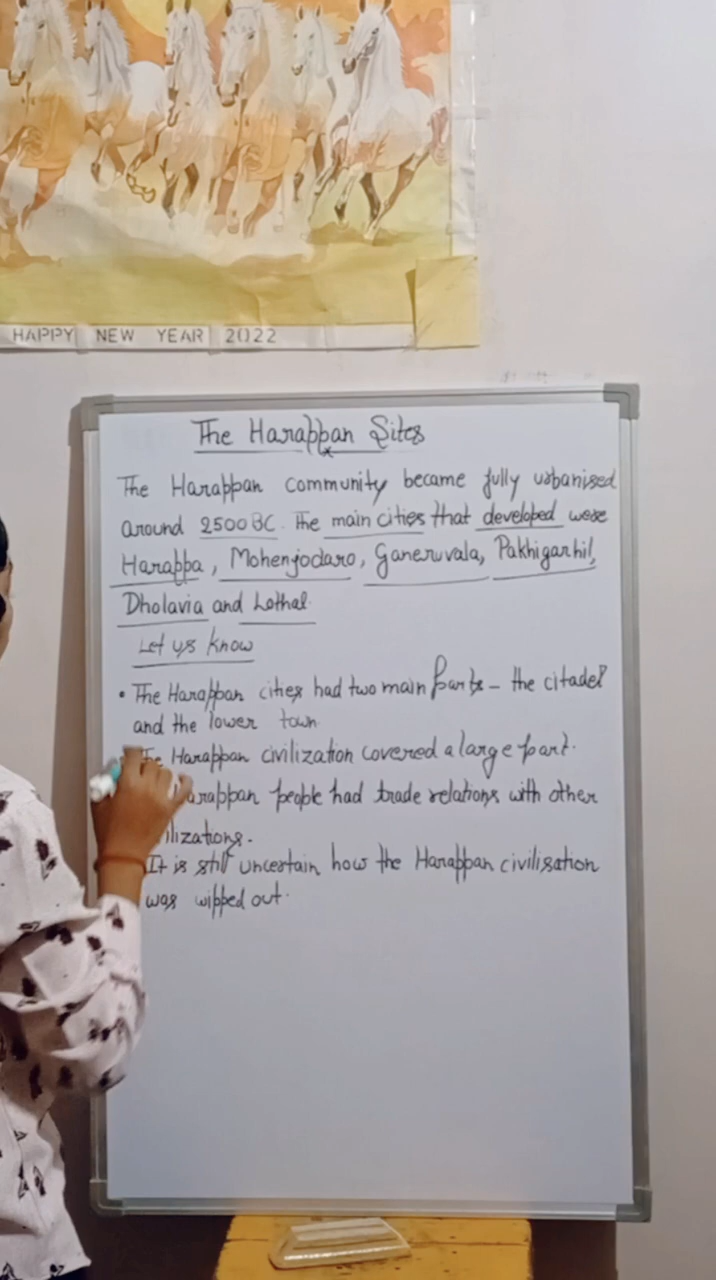 HAPPY NEW YEAR 2022
The Harappan Sites
The Harappan community became fully urbanised
around 2500 BC. The main cities that developed were
Harappa, Mohenjodaro, Ganeruvala, Pakhigarhi,
Dholavia and Lothal.
Let us know
• The Harappan cities had two main parts – the citadel
and the lower town.
The Harappan civilization covered a large part.
arappan people had trade relations with other
ilizations.
It is still uncertain how the Harappan civilisation
was wipped out.